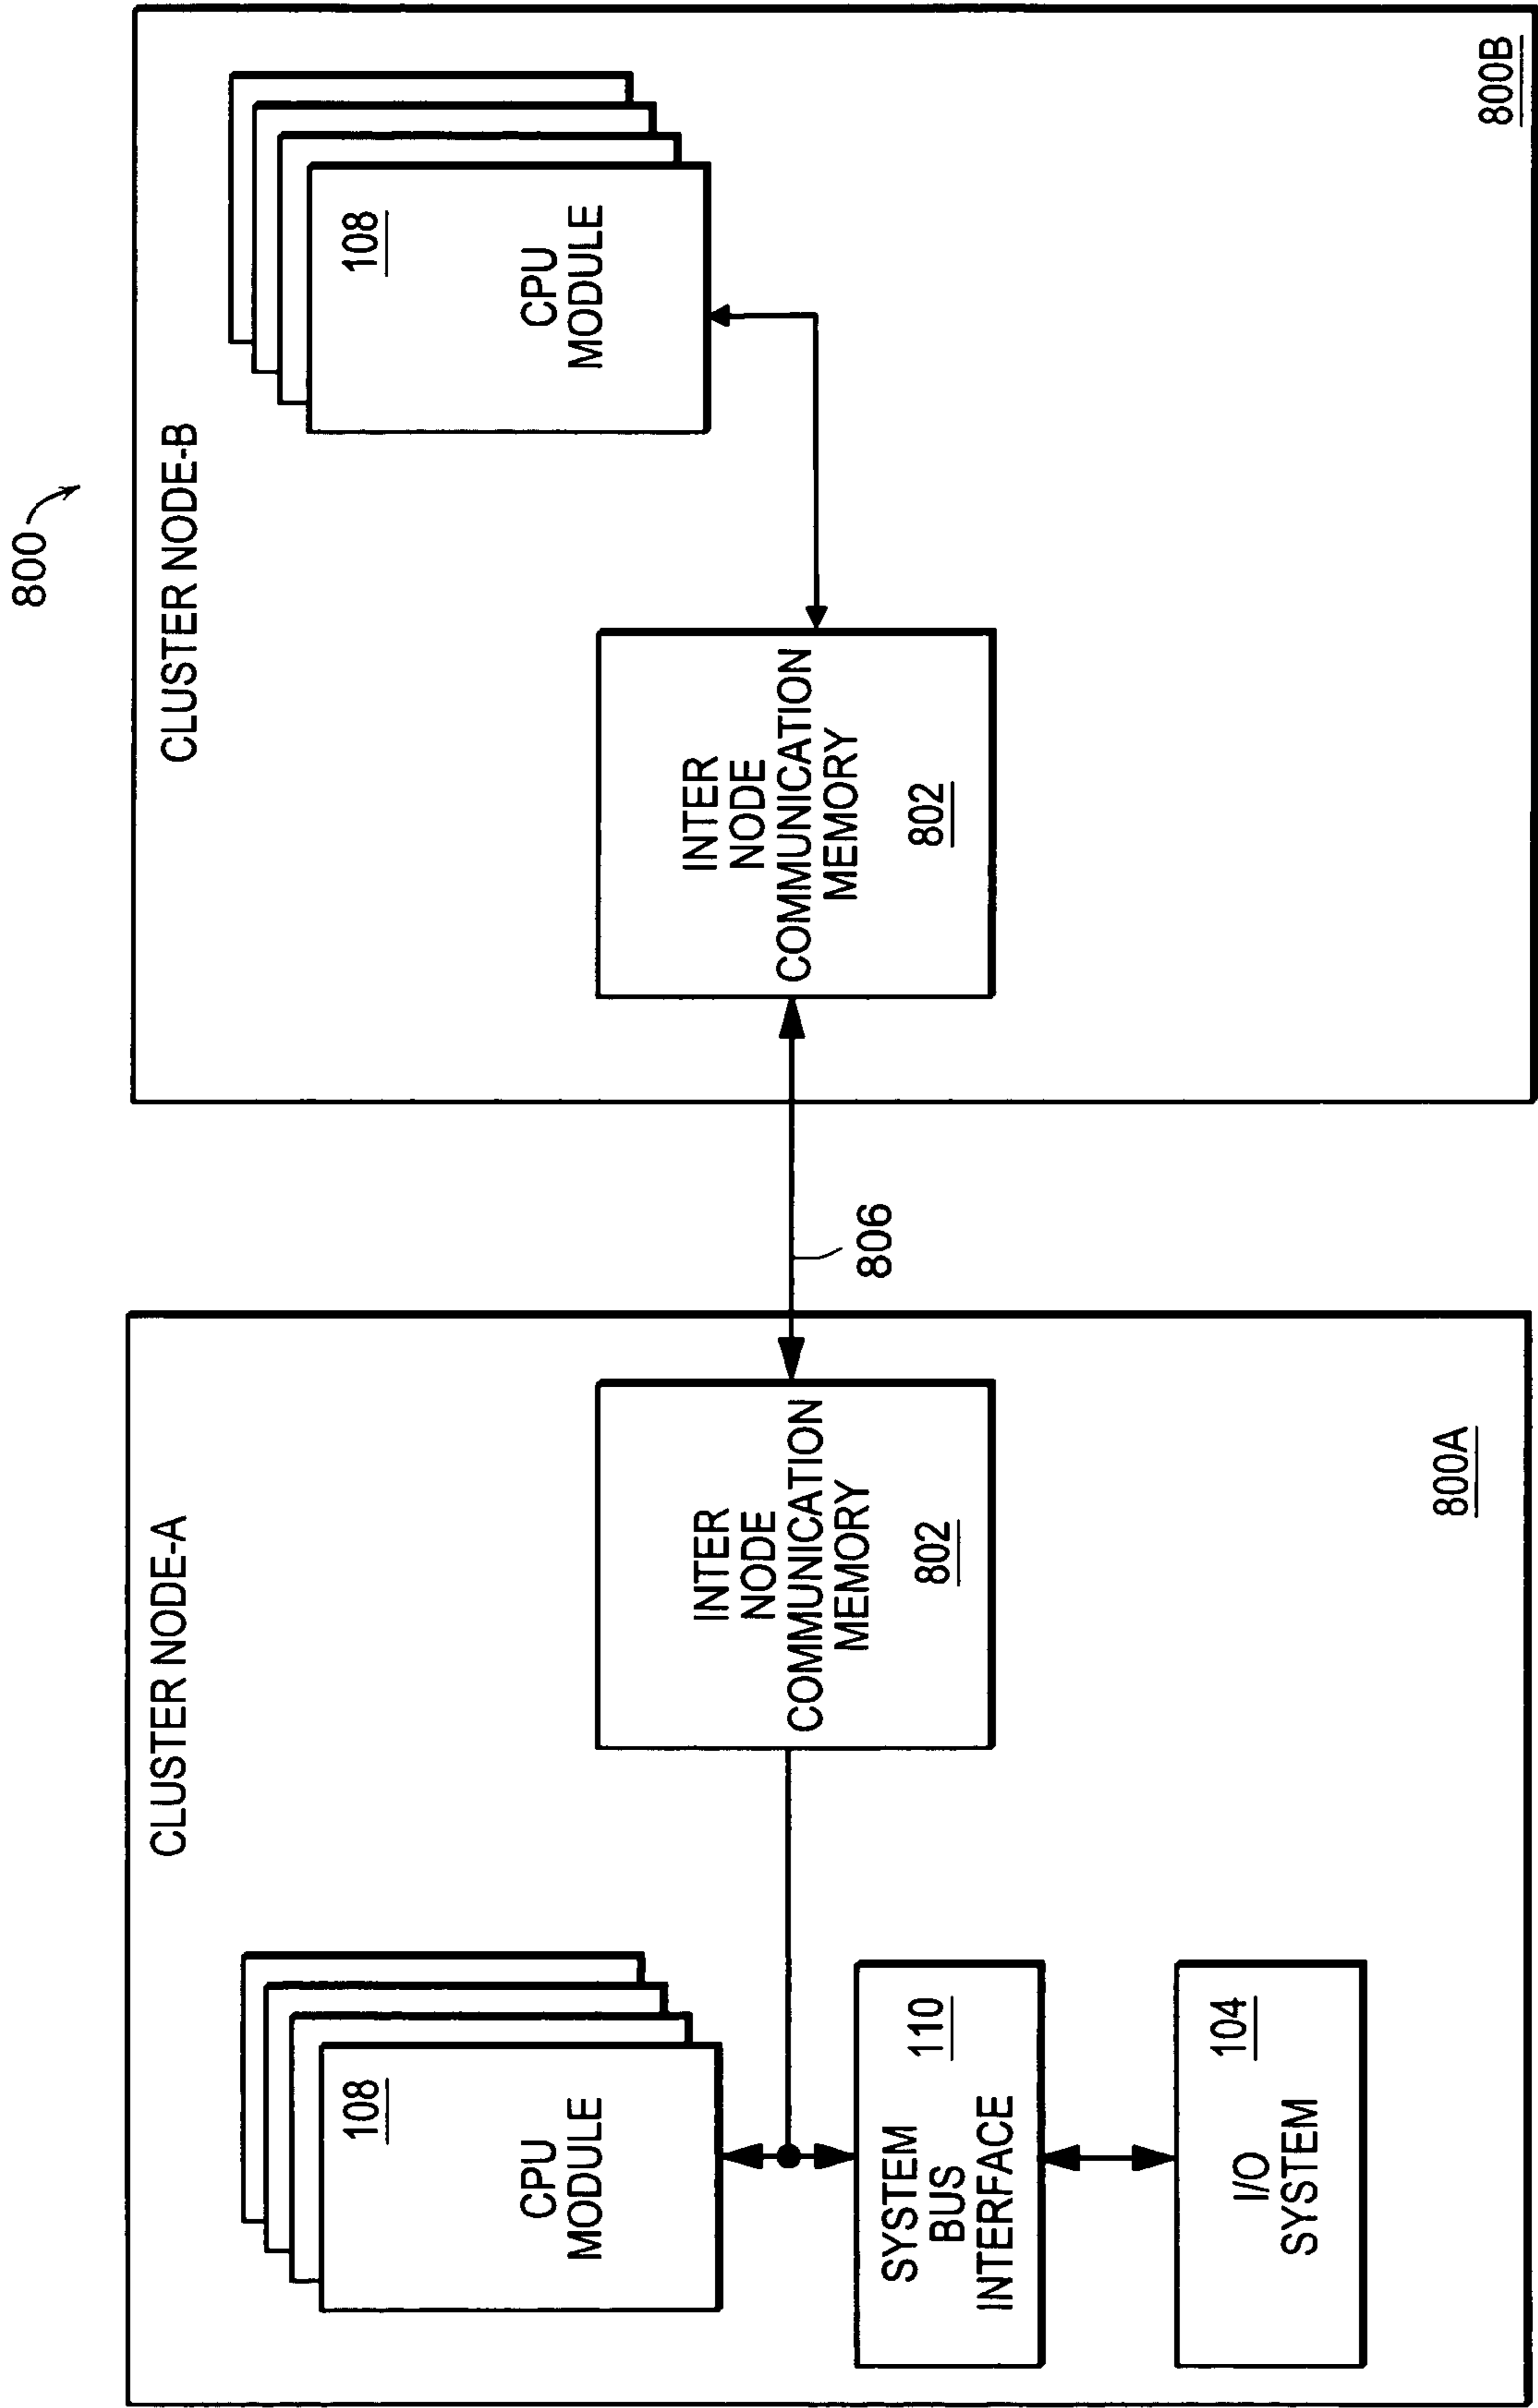 800
CLUSTER NODE-A
108
CPU
MODULE
SYSTEM
BUS
INTERFACE
110
I/O
SYSTEM
104
INTER
NODE
COMMUNICATION
MEMORY
802
800A
806
CLUSTER NODE-B
INTER
NODE
COMMUNICATION
MEMORY
802
108
CPU
MODULE
800B